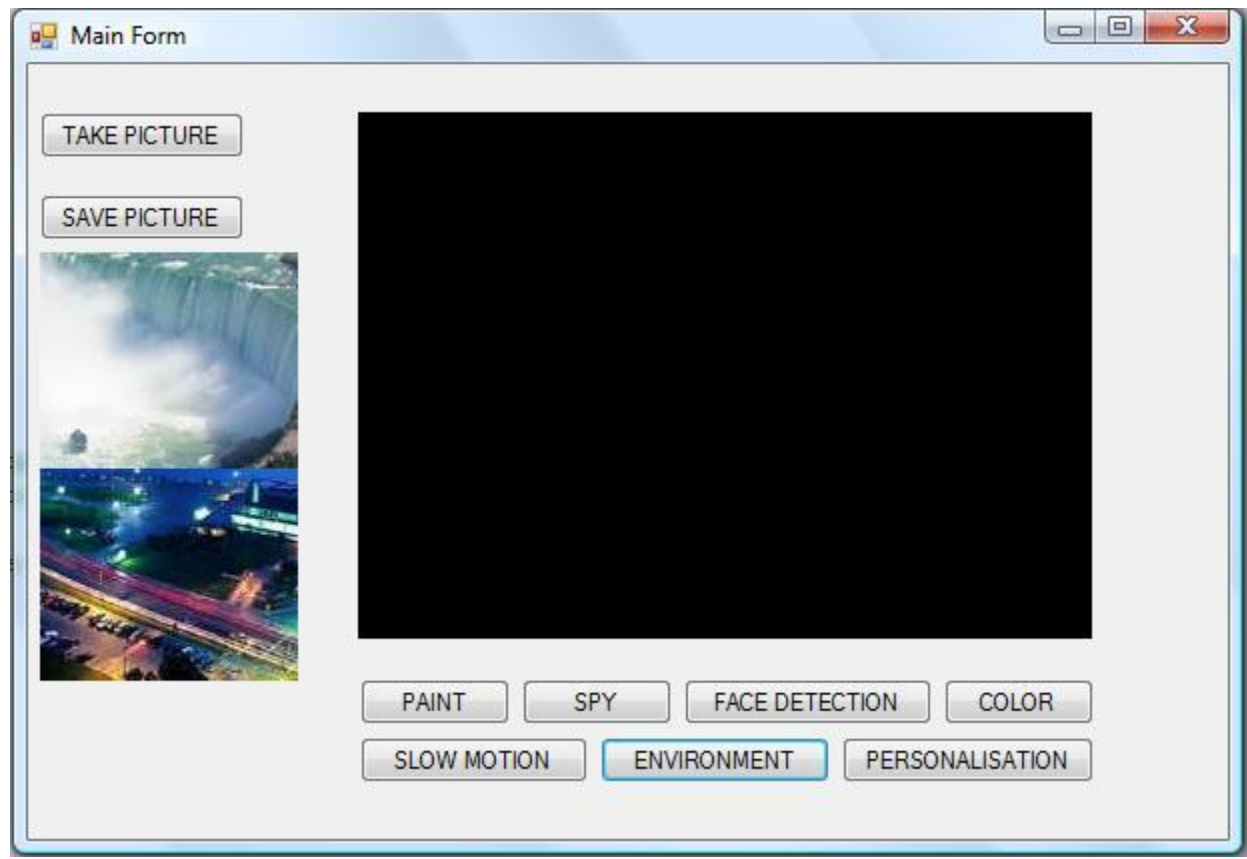 Main Form
TAKE PICTURE
SAVE PICTURE
PAINT SPY FACE DETECTION COLOR
SLOW MOTION ENVIRONMENT PERSONALISATION